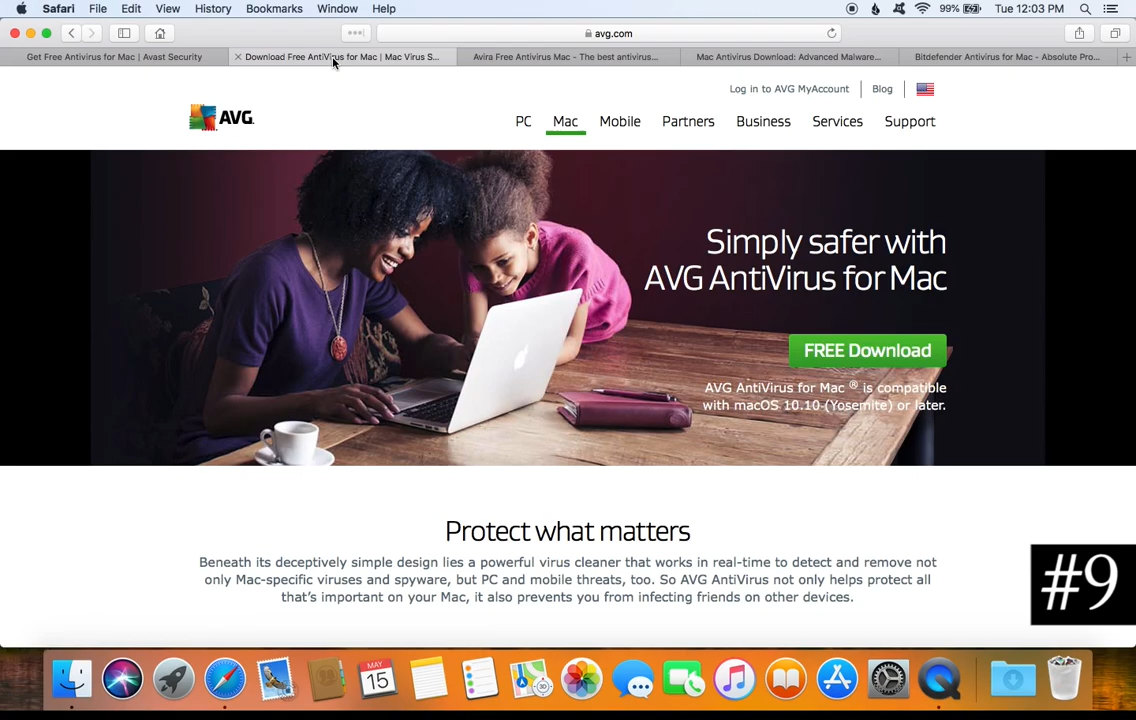 Safari File Edit View History Bookmarks Window Help 99% Tue 12:03 PM
avg.com
Get Free Antivirus for Mac | Avast Security
Download Free AntiVirus for Mac | Mac Virus S...
Avira Free Antivirus Mac - The best antivirus...
Mac Antivirus Download: Advanced Malware...
Bitdefender Antivirus for Mac - Absolute Pro...
Log in to AVG MyAccount Blog
AVG.
PC Mac Mobile Partners Business Services Support
Simply safer with
AVG AntiVirus for Mac
FREE Download
AVG AntiVirus for Mac ® is compatible
with macOS 10.10 (Yosemite) or later.
Protect what matters
Beneath its deceptively simple design lies a powerful virus cleaner that works in real-time to detect and remove not
only Mac-specific viruses and spyware, but PC and mobile threats, too. So AVG AntiVirus not only helps protect all
that's important on your Mac, it also prevents you from infecting friends on other devices.
#9
MAY
15